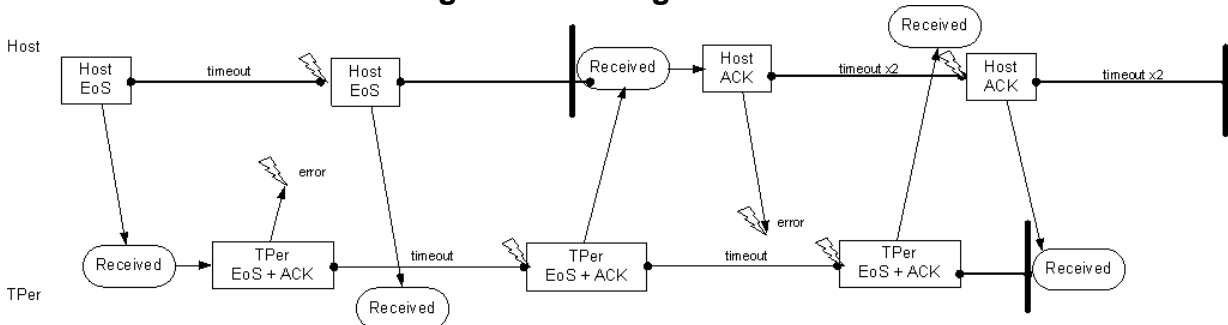 Host
Host
EoS
timeout
Host
EoS
Received
Host
ACK
timeout x2
Received
Host
ACK
timeout x2
error
error
Received
TPer
EoS + ACK
timeout
Received
TPer
EoS + ACK
timeout
TPer
EoS + ACK
Received
TPer